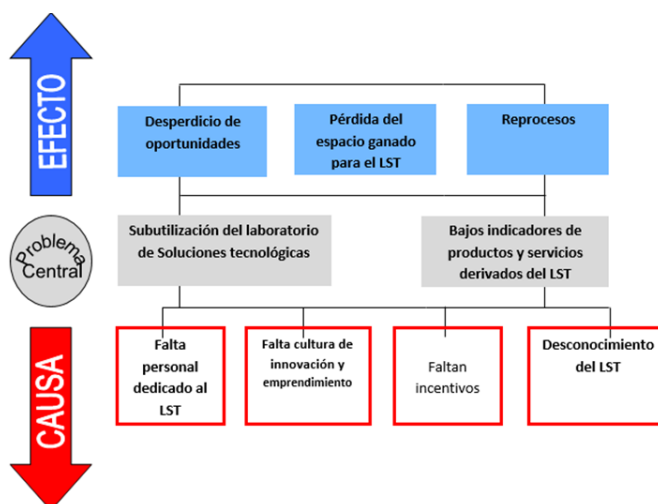 EFECTO
Desperdicio de
oportunidades
Pérdida del
espacio ganado
para el LST
Reprocesos
Problema
Central
Subutilización del laboratorio
de Soluciones tecnológicas
Bajos indicadores de
productos y servicios
derivados del LST
CAUSA
Falta
personal
dedicado al
LST
Falta cultura de
innovación y
emprendimiento
Faltan
incentivos
Desconocimiento
del LST